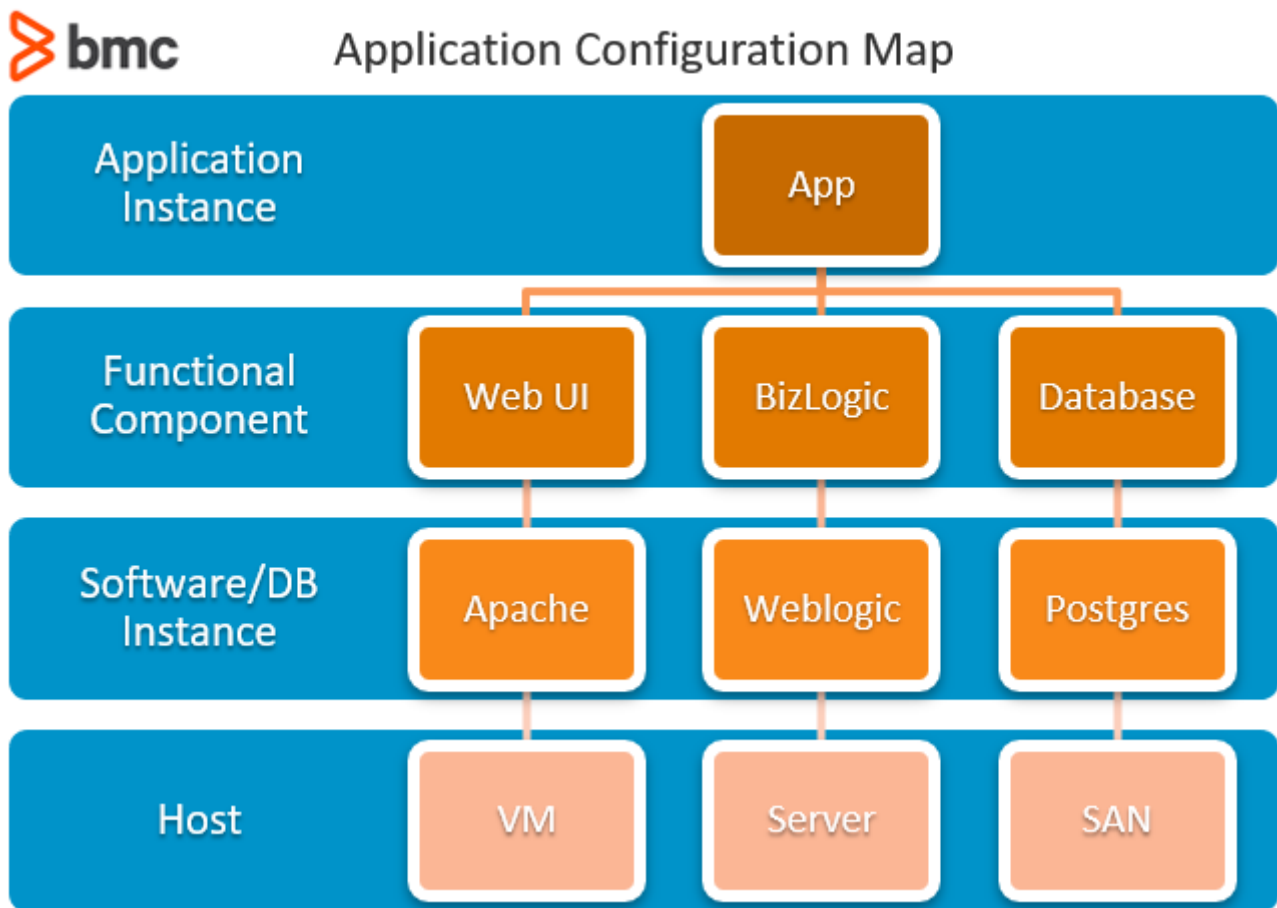 bmc
Application Configuration Map
Application
Instance
App
Functional
Component
Web UI
BizLogic
Database
Software/DB
Instance
Apache
Weblogic
Postgres
Host
VM
Server
SAN